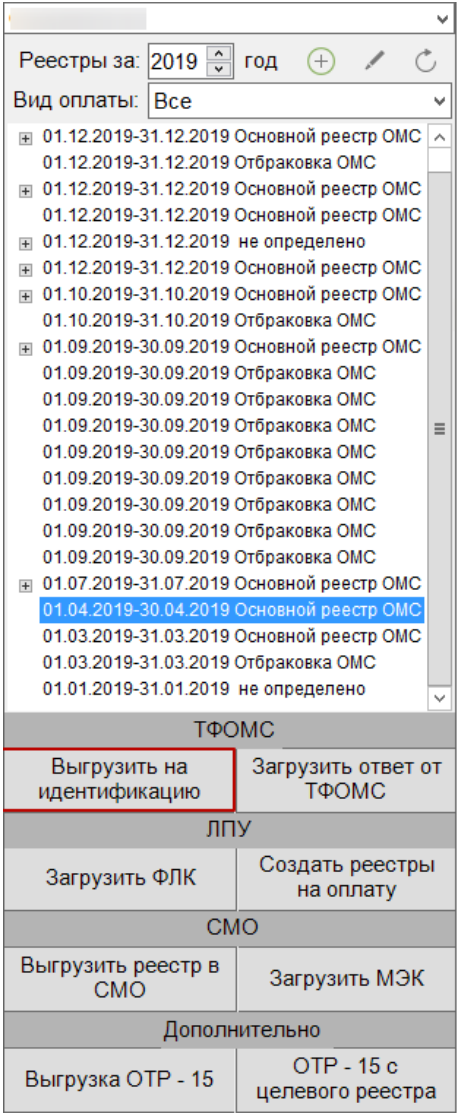 Реестры за: 2019 год
Вид оплаты: Все
01.12.2019-31.12.2019 Основной реестр ОМС
01.12.2019-31.12.2019 Отбраковка ОМС
01.12.2019-31.12.2019 Основной реестр ОМС
01.12.2019-31.12.2019 Основной реестр ОМС
01.12.2019-31.12.2019 не определено
01.12.2019-31.12.2019 Основной реестр ОМС
01.10.2019-31.10.2019 Основной реестр ОМС
01.10.2019-31.10.2019 Отбраковка ОМС
01.09.2019-30.09.2019 Основной реестр ОМС
01.09.2019-30.09.2019 Отбраковка ОМС
01.09.2019-30.09.2019 Отбраковка ОМС
01.09.2019-30.09.2019 Отбраковка ОМС
01.09.2019-30.09.2019 Отбраковка ОМС
01.09.2019-30.09.2019 Отбраковка ОМС
01.09.2019-30.09.2019 Отбраковка ОМС
01.09.2019-30.09.2019 Отбраковка ОМС
01.09.2019-30.09.2019 Отбраковка ОМС
01.07.2019-31.07.2019 Основной реестр ОМС
01.04.2019-30.04.2019 Основной реестр ОМС
01.03.2019-31.03.2019 Основной реестр ОМС
01.03.2019-31.03.2019 Отбраковка ОМС
01.01.2019-31.01.2019 не определено
ТФОМС
Выгрузить на
идентификацию
Загрузить ответ от
ТФОМС
ЛПУ
Загрузить ФЛК
Создать реестры
на оплату
СМО
Выгрузить реестр в
СМО
Загрузить МЭК
Дополнительно
Выгрузка ОТР - 15
ОТР - 15 с
целевого реестра